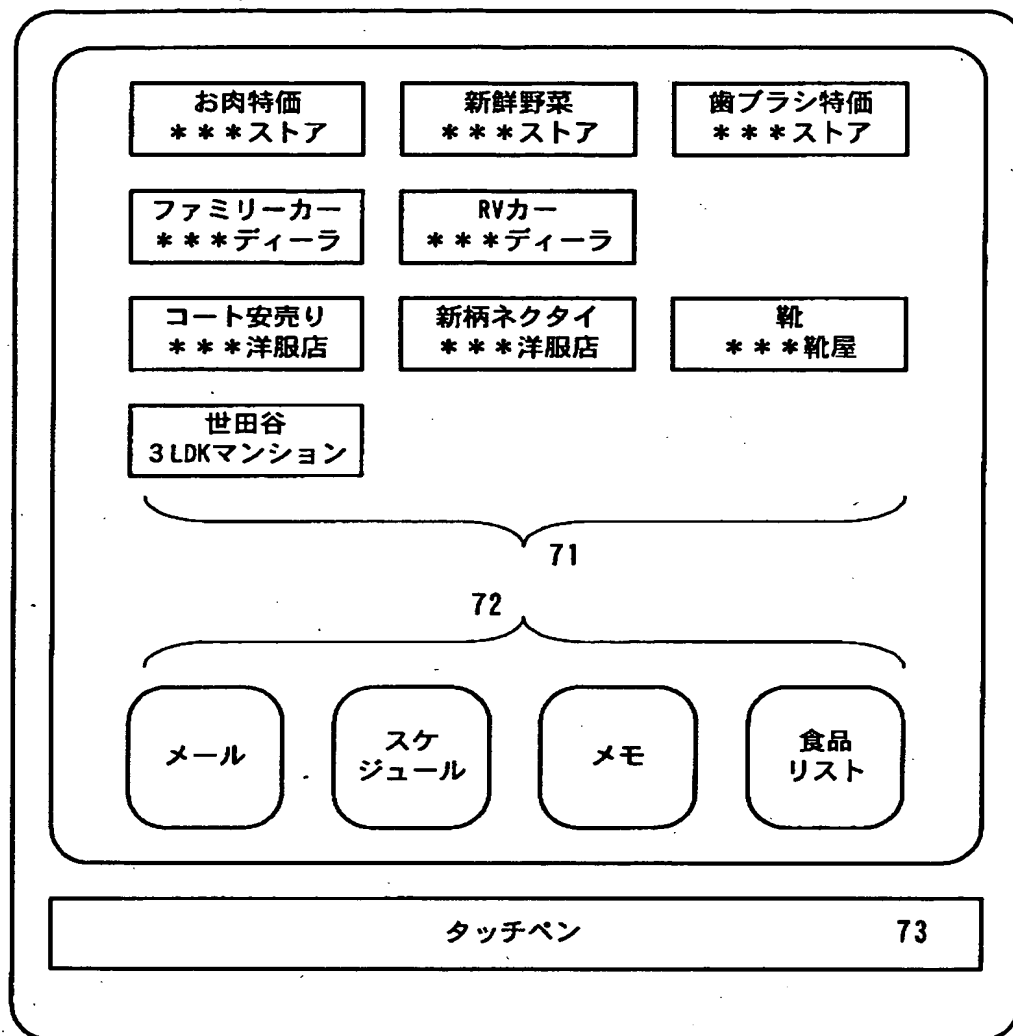 お肉特価
***ストア
新鮮野菜
***ストア
歯ブラシ特価
***ストア
ファミリーカー
***ディーラ
RVカー
***ディーラ
コート安売り
***洋服店
新柄ネクタイ
***洋服店
靴
***靴屋
世田谷
3LDKマンション
71
72
メール
スケ
ジュール
メモ
食品
リスト
タッチペン
73